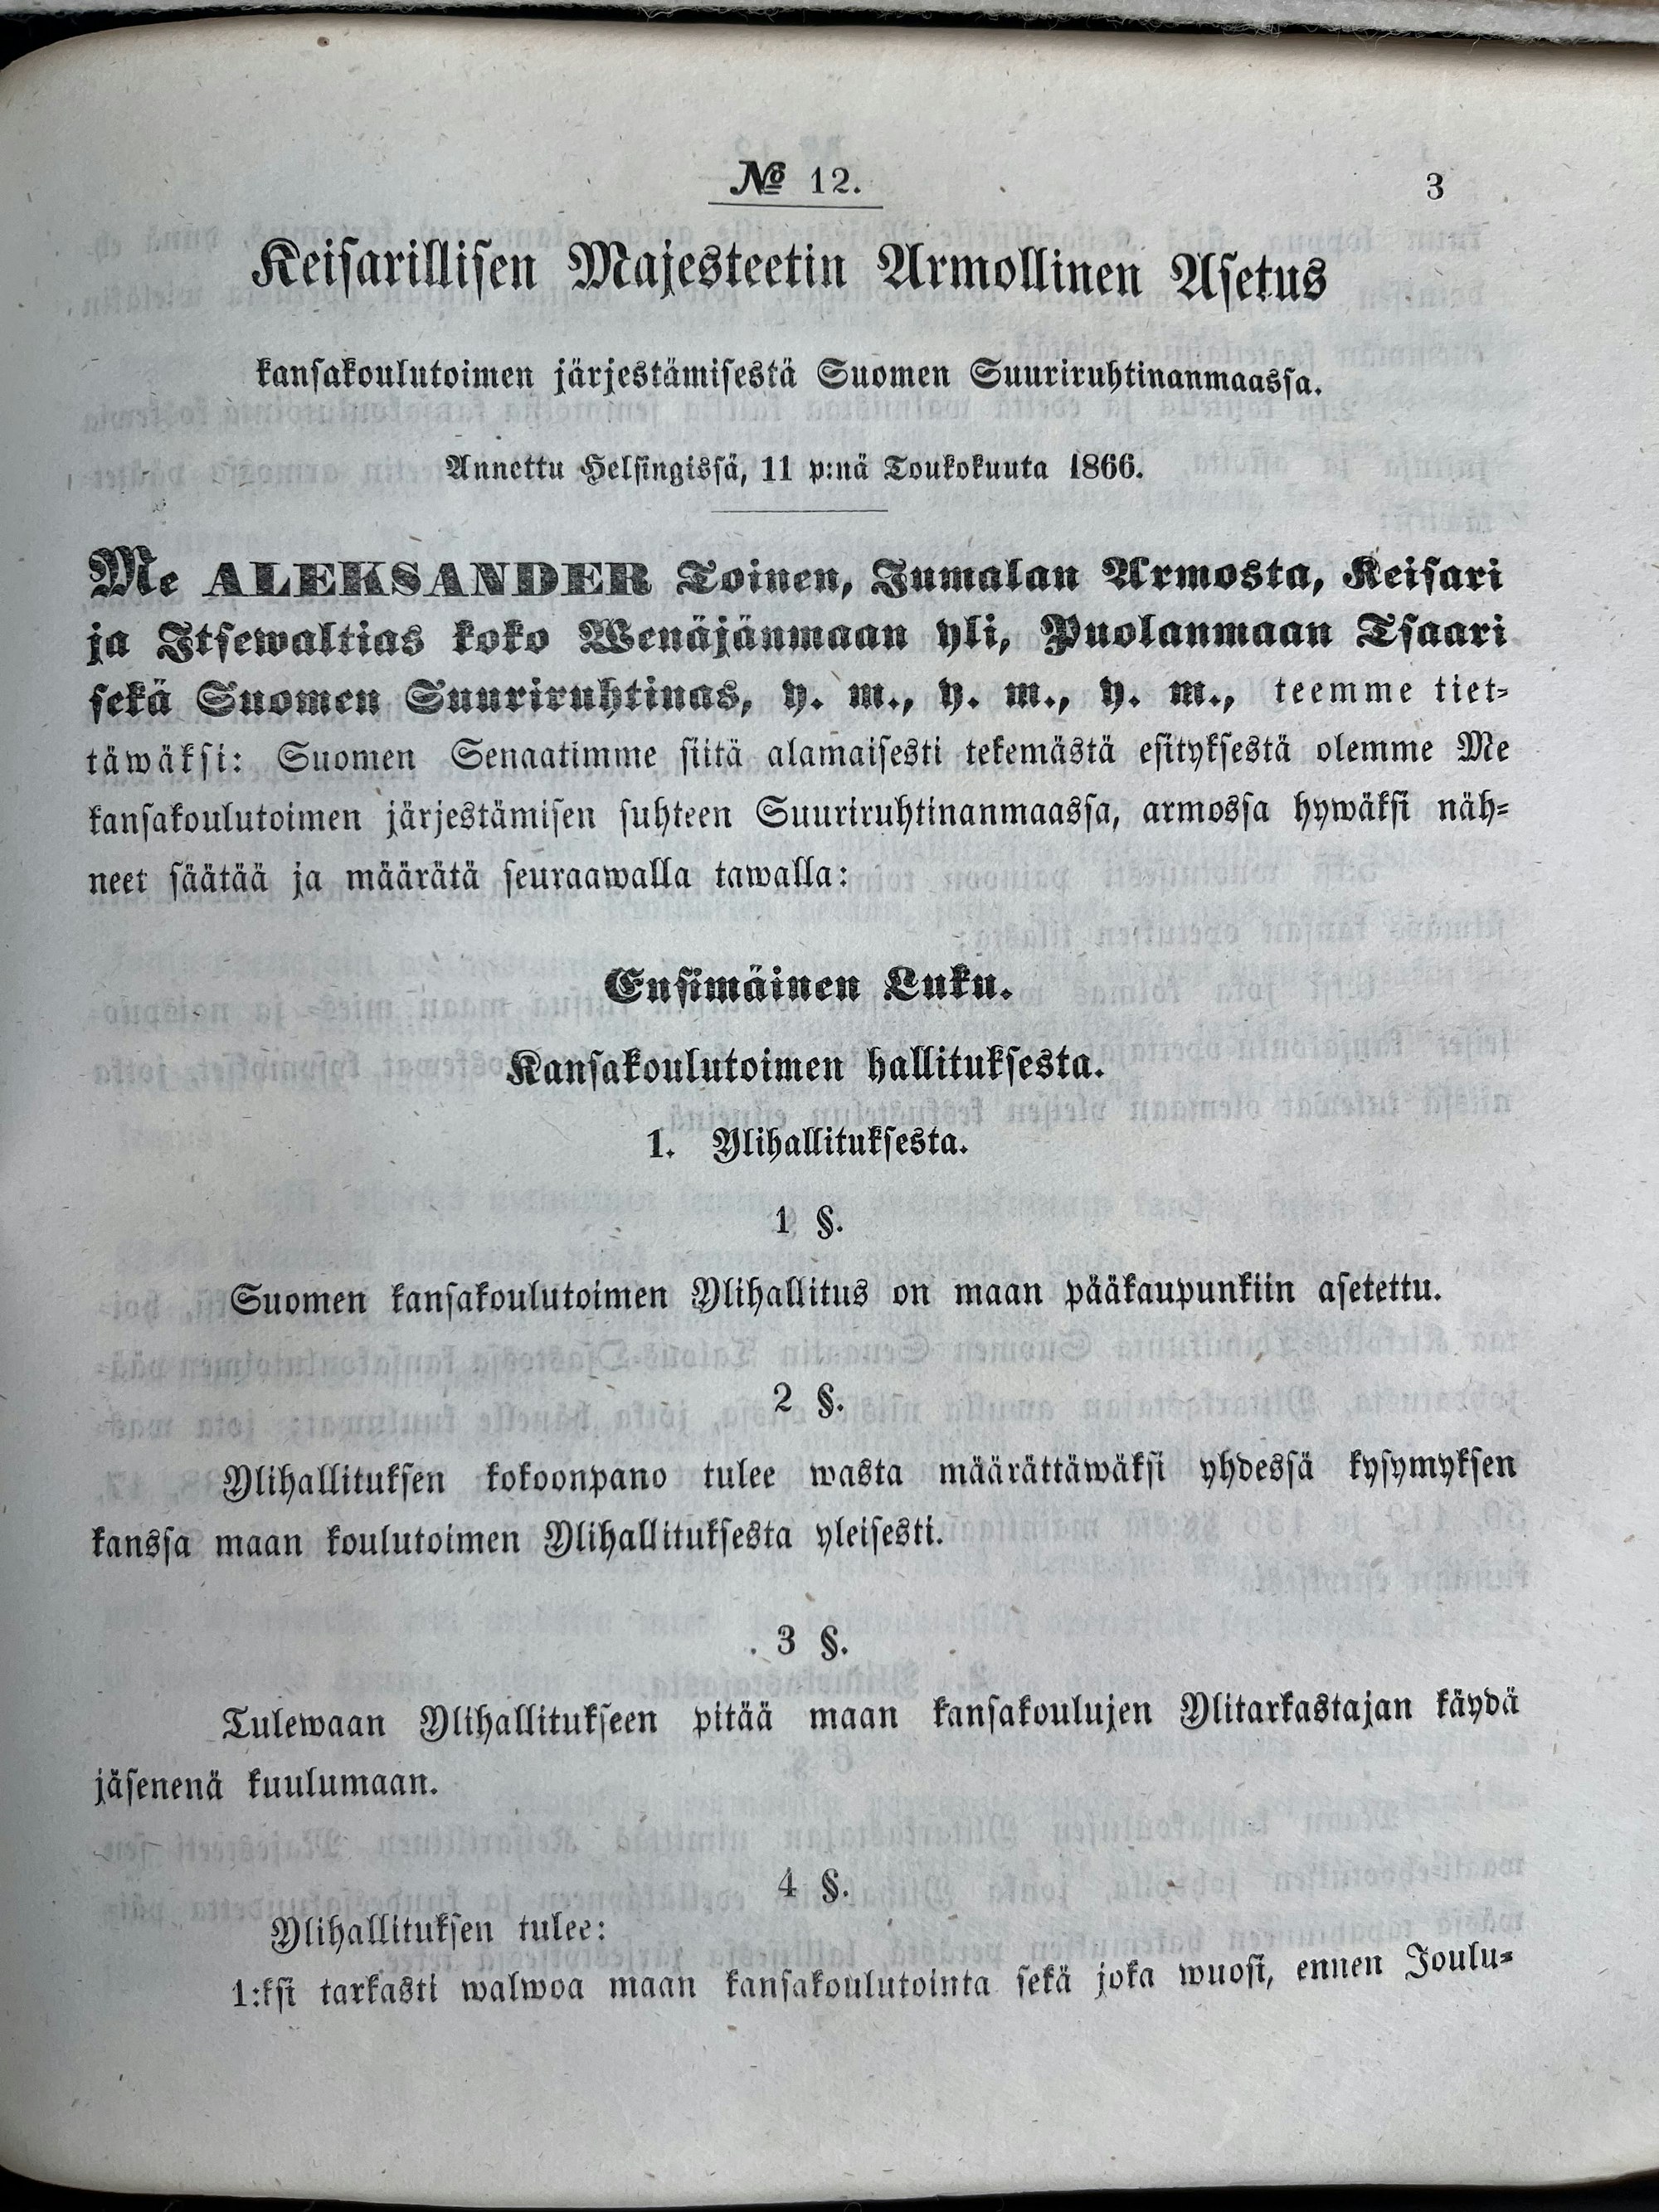 № 12.
3
Keisarillisen Majesteetin Armollinen Asetus
kansakoulutoimen järjestämisestä Suomen Suuriruhtinanmaassa.
Annettu Helsingissä, 11 p:nä Toukokuuta 1866.
Me ALEKSANDER Toinen, Jumalan Armosta, Keisari
ja Itsewaltias koko Wenäjänmaan yli, Puolanmaan Tsaari
sekä Suomen Suuriruhtinas, y. m., y. m., y. m., teemme tiet-
täwäksi: Suomen Senaatimme siitä alamaisesti tekemästä esityksestä olemme Me
kansakoulutoimen järjestämisen suhteen Suuriruhtinanmaassa, armossa hywäksi näh-
neet säätää ja määrätä seuraawalla tawalla:
Ensimäinen Luku.
Kansakoulutoimen hallituksesta.
1. Ylihallituksesta.
1 §.
Suomen kansakoulutoimen Ylihallitus on maan pääkaupunkiin asetettu.
2 §.
Ylihallituksen kokoonpano tulee wasta määrättäwäksi yhdessä kysymyksen
kanssa maan koulutoimen Ylihallituksesta yleisesti.
3 §.
Tulewaan Ylihallitukseen pitää maan kansakoulujen Ylitarkastajan käydä
jäsenenä kuulumaan.
4 §.
Ylihallituksen tulee:
1:ksi tarkasti walwoa maan kansakoulutointa sekä joka wuosi, ennen Joulu-